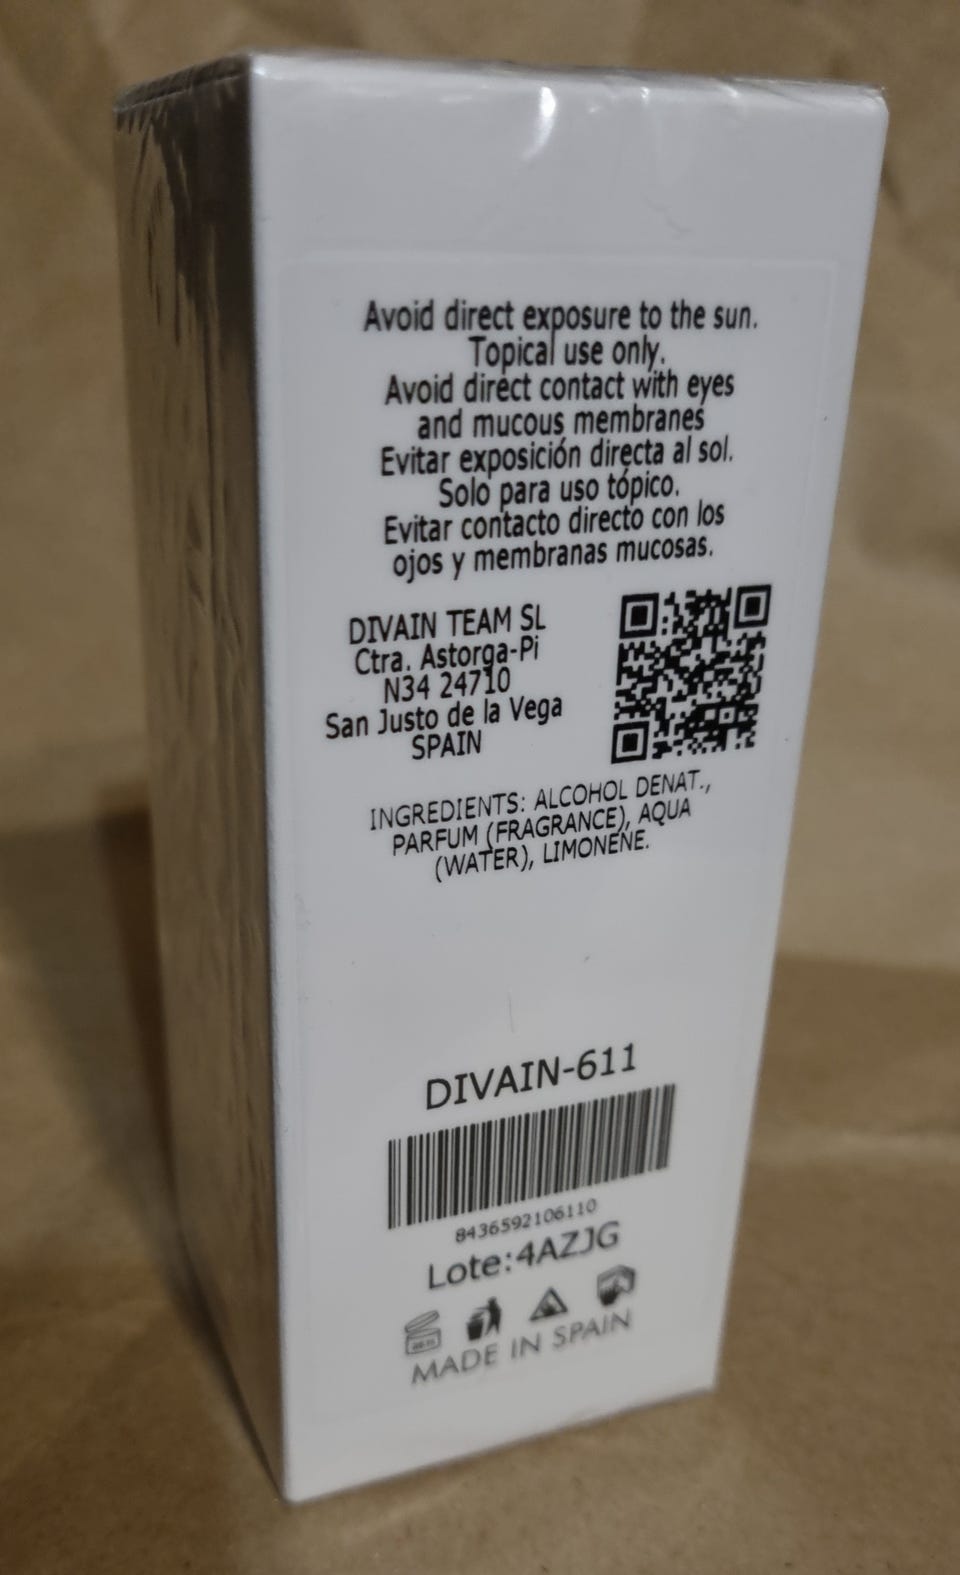 Avoid direct exposure to the sun.
Topical use only.
Avoid direct contact with eyes
and mucous membranes
Evitar exposición directa al sol.
Solo para uso tópico.
Evitar contacto directo con los
ojos y membranas mucosas.
DIVAIN TEAM SL
Ctra. Astorga-Pi
N34 24710
San Justo de la Vega
SPAIN
INGREDIENTS: ALCOHOL DENAT.,
PARFUM (FRAGRANCE), AQUA
(WATER), LIMONENE.
DIVAIN-611
8436592106110
Lote:4AZJG
MADE IN SPAIN